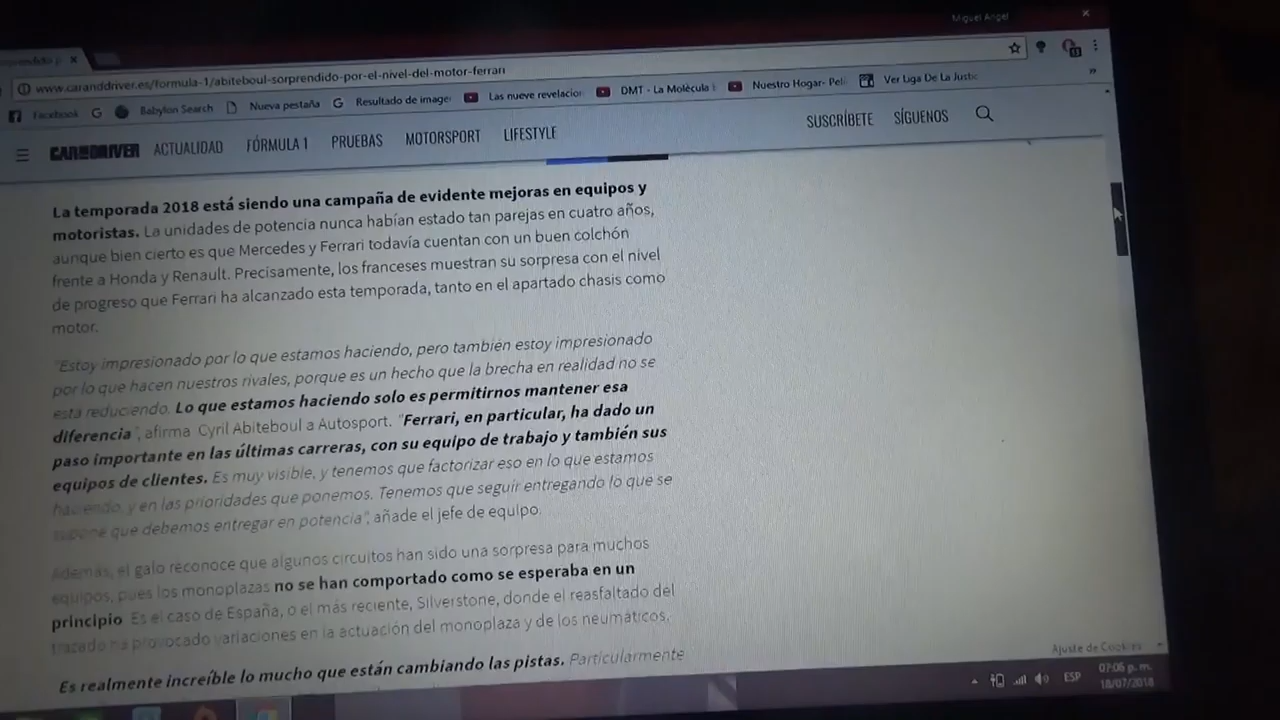 Miguel Angel
www.caranddriver.es/formula-1/abiteboul-sorprendido-por-el-nivel-del-motor-ferrari
Facebook
Babylon Search
Nueva pestaña
Resultado de image
Las nueve revelacior
DMT - La Molècula
Nuestro Hogar- Peli
Ver Liga De La Justic
CAR AND DRIVER
ACTUALIDAD
FÓRMULA 1
PRUEBAS
MOTORSPORT
LIFESTYLE
SUSCRÍBETE
SÍGUENOS
La temporada 2018 está siendo una campaña de evidente mejoras en equipos y
motoristas. La unidades de potencia nunca habían estado tan parejas en cuatro años,
aunque bien cierto es que Mercedes y Ferrari todavía cuentan con un buen colchón
frente a Honda y Renault. Precisamente, los franceses muestran su sorpresa con el nivel
de progreso que Ferrari ha alcanzado esta temporada, tanto en el apartado chasis como
motor.
"Estoy impresionado por lo que estamos haciendo, pero también estoy impresionado
por lo que hacen nuestros rivales, porque es un hecho que la brecha en realidad no se
está reduciendo. Lo que estamos haciendo solo es permitirnos mantener esa
diferencia", afirma Cyril Abiteboul a Autosport. "Ferrari, en particular, ha dado un
paso importante en las últimas carreras, con su equipo de trabajo y también sus
equipos de clientes. Es muy visible, y tenemos que factorizar eso en lo que estamos
haciendo, y en las prioridades que ponemos. Tenemos que seguir entregando lo que se
supone que debemos entregar en potencia", añade el jefe de equipo.
Además, el galo reconoce que algunos circuitos han sido una sorpresa para muchos
equipos, pues los monoplazas no se han comportado como se esperaba en un
principio. Es el caso de España, o el más reciente, Silverstone, donde el reasfaltado del
trazado ha provocado variaciones en la actuación del monoplaza y de los neumáticos.
Es realmente increíble lo mucho que están cambiando las pistas. Particularmente
Ajuste de Cookies
ESP
07:06 p. m.
18/07/2018